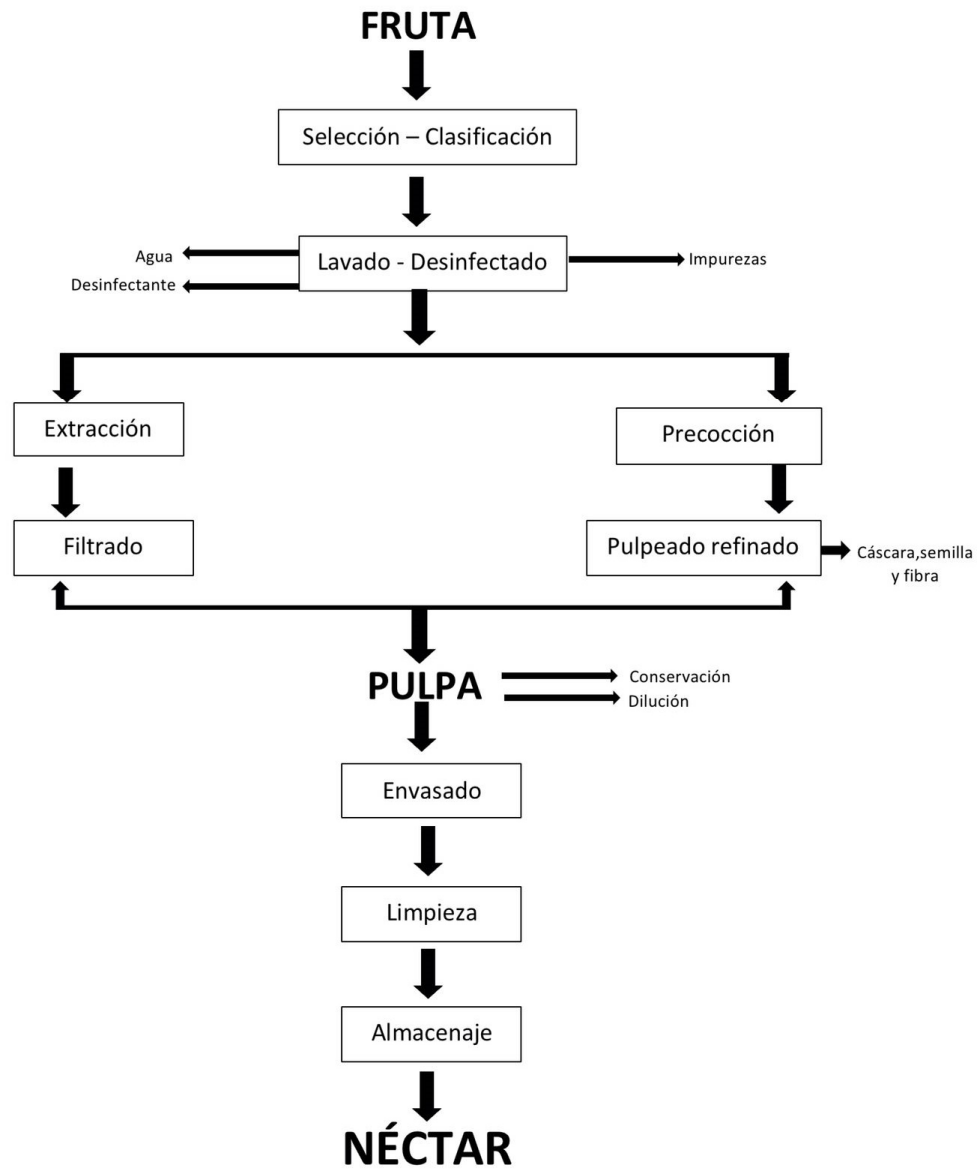 FRUTA
Selección – Clasificación
Agua
Desinfectante
Lavado - Desinfectado
Impurezas
Extracción
Precocción
Filtrado
Pulpeado refinado
Cáscara,semilla
y fibra
PULPA
Conservación
Dilución
Envasado
Limpieza
Almacenaje
NÉCTAR